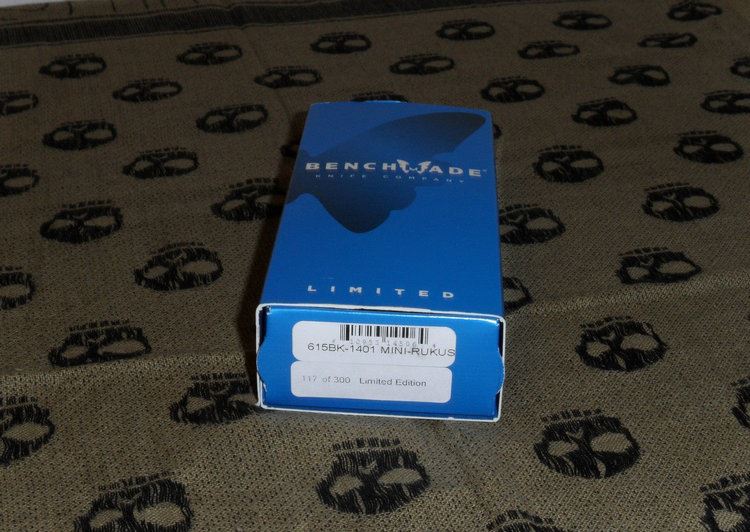 BENCHMADE
KNIFE COMPANY
LIMITED
615BK-1401 MINI-RUKUS
117 of 300 Limited Edition